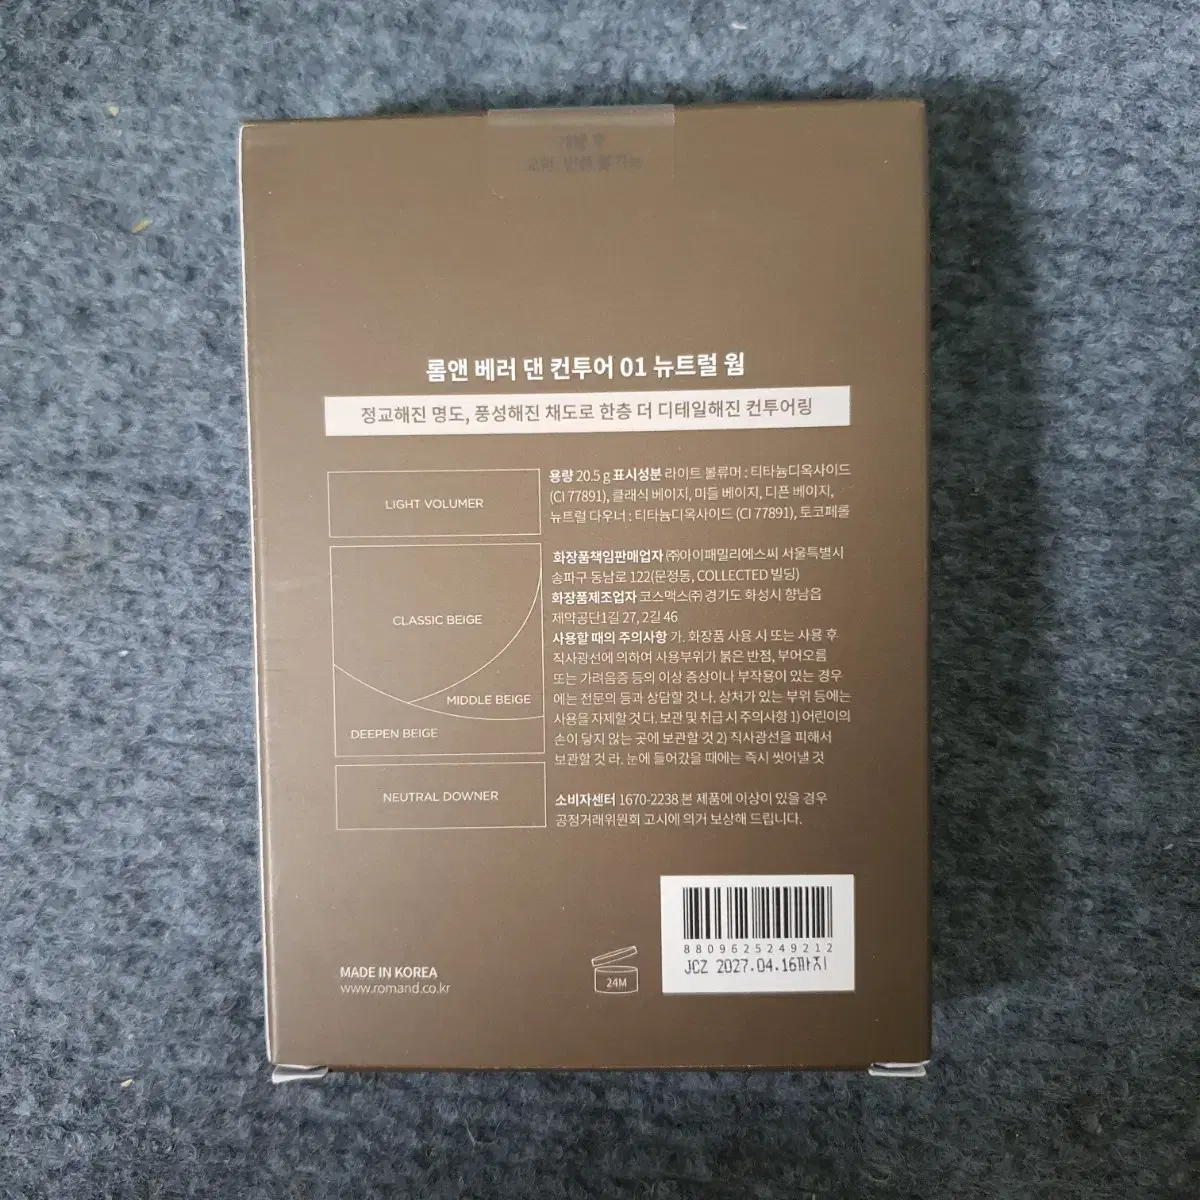 롬앤 베러 댄 컨투어 01 뉴트럴 웜
정교해진 명도, 풍성해진 채도로 한층 더 디테일해진 컨투어링
LIGHT VOLUMER
CLASSIC BEIGE
MIDDLE BEIGE
DEEPEN BEIGE
NEUTRAL DOWNER
용량 20.5 g 표시성분 라이트 볼류머 : 티타늄디옥사이드
(CI 77891), 클래식 베이지, 미들 베이지, 디픈 베이지,
뉴트럴 다우너 : 티타늄디옥사이드 (CI 77891), 토코페롤
화장품책임판매업자 ㈜아이패밀리에스씨 서울특별시
송파구 동남로 122(문정동, COLLECTED 빌딩)
화장품제조업자 코스맥스㈜ 경기도 화성시 향남읍
제약공단1길 27, 2길 46
사용할 때의 주의사항 가. 화장품 사용 시 또는 사용 후
직사광선에 의하여 사용부위가 붉은 반점, 부어오름
또는 가려움증 등의 이상 증상이나 부작용이 있는 경우
에는 전문의 등과 상담할 것 나. 상처가 있는 부위 등에는
사용을 자제할 것 다. 보관 및 취급 시 주의사항 1) 어린이의
손이 닿지 않는 곳에 보관할 것 2) 직사광선을 피해서
보관할 것 라. 눈에 들어갔을 때에는 즉시 씻어낼 것
소비자센터 1670-2238 본 제품에 이상이 있을 경우
공정거래위원회 고시에 의거 보상해 드립니다.
MADE IN KOREA
www.romand.co.kr
24M
8809625249212
JCZ 2027.04.16까지